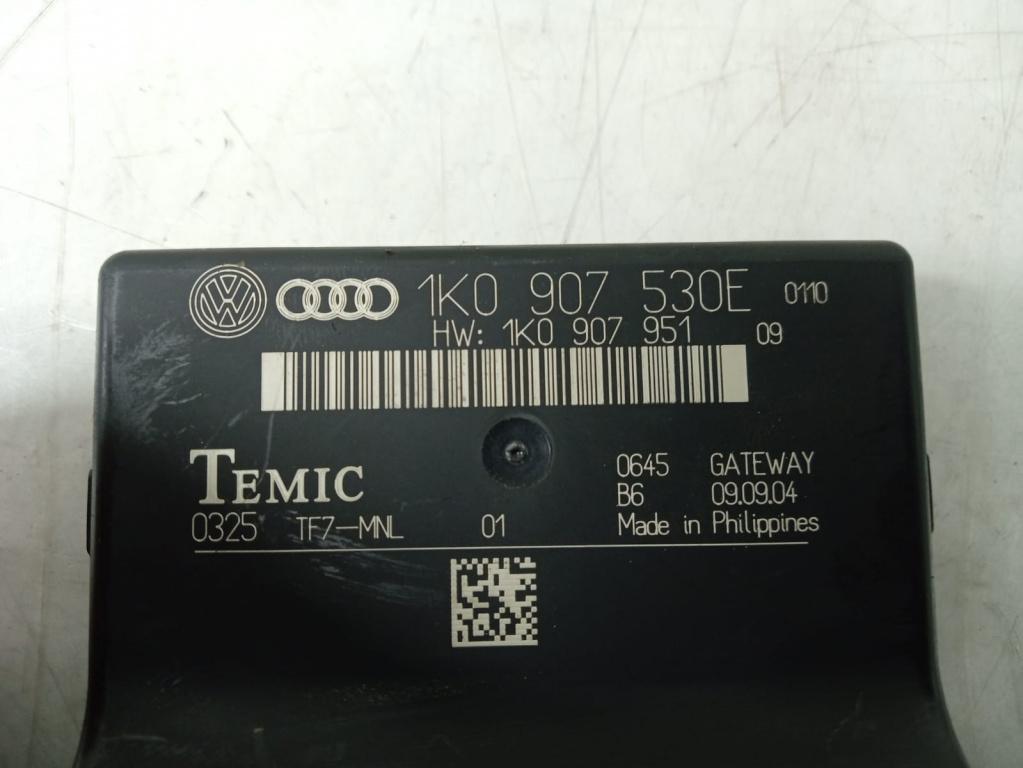 1K0 907 530E 0110
HW: 1K0 907 951 09
TEMIC 0645 GATEWAY
B6 09.09.04
0325 TF7-MNL 01 Made in Philippines